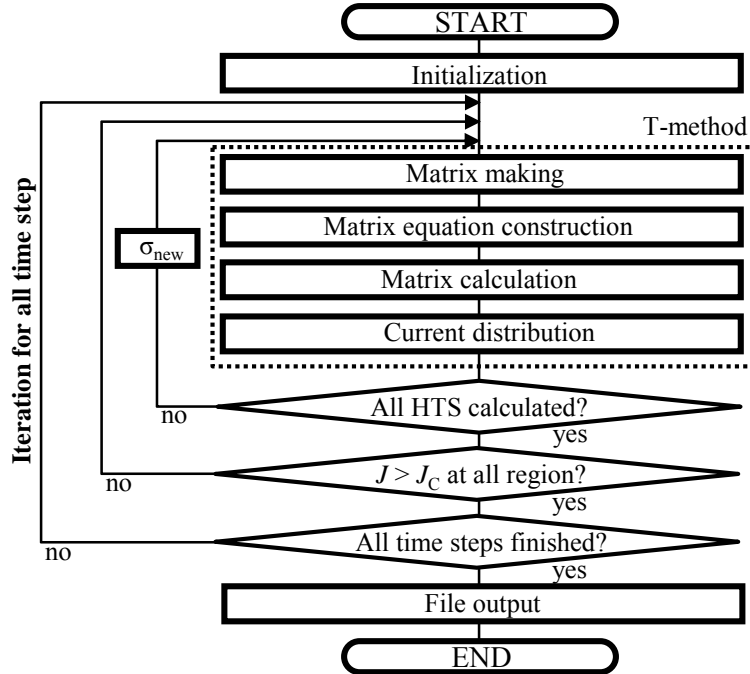 START
Initialization
T-method
Matrix making
Matrix equation construction
σnew
Matrix calculation
Current distribution
Iteration for all time step
All HTS calculated?
no
yes
J > JC at all region?
no
yes
All time steps finished?
no
yes
File output
END